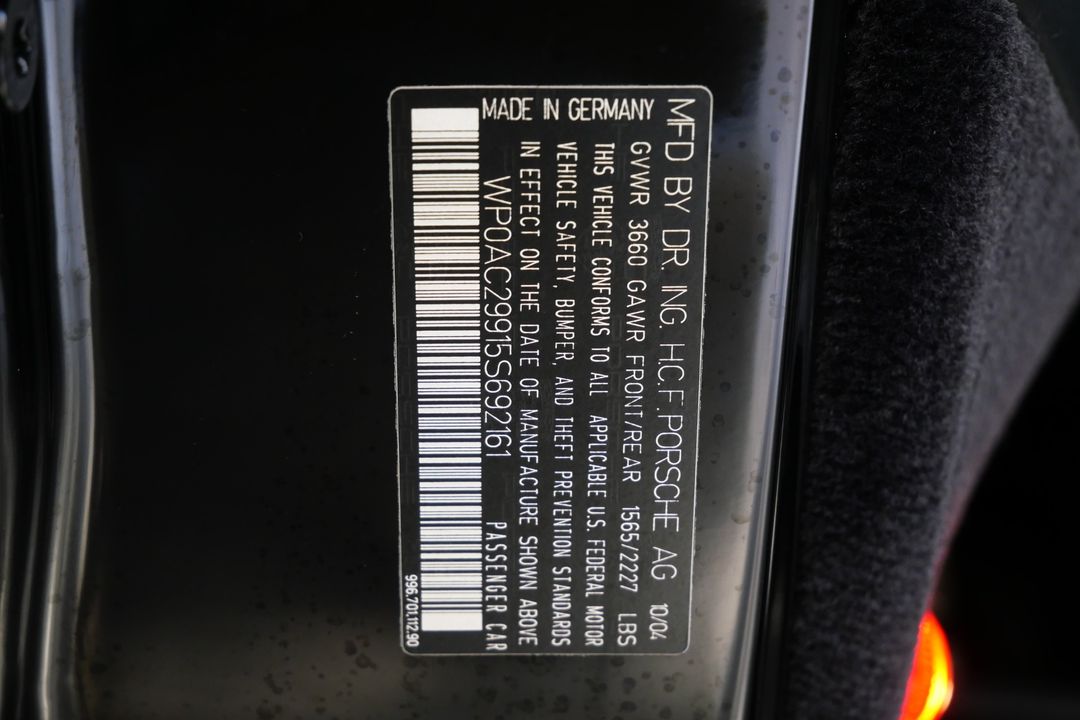 MFD BY DR. ING. H.C.F. PORSCHE AG 10/04
GVWR 3660 GAWR FRONT/REAR 1565/2227 LBS
THIS VEHICLE CONFORMS TO ALL APPLICABLE U.S. FEDERAL MOTOR
VEHICLE SAFETY, BUMPER, AND THEFT PREVENTION STANDARDS
IN EFFECT ON THE DATE OF MANUFACTURE SHOWN ABOVE
MADE IN GERMANY WP0AC29915S692161 PASSENGER CAR
996.701.112.90